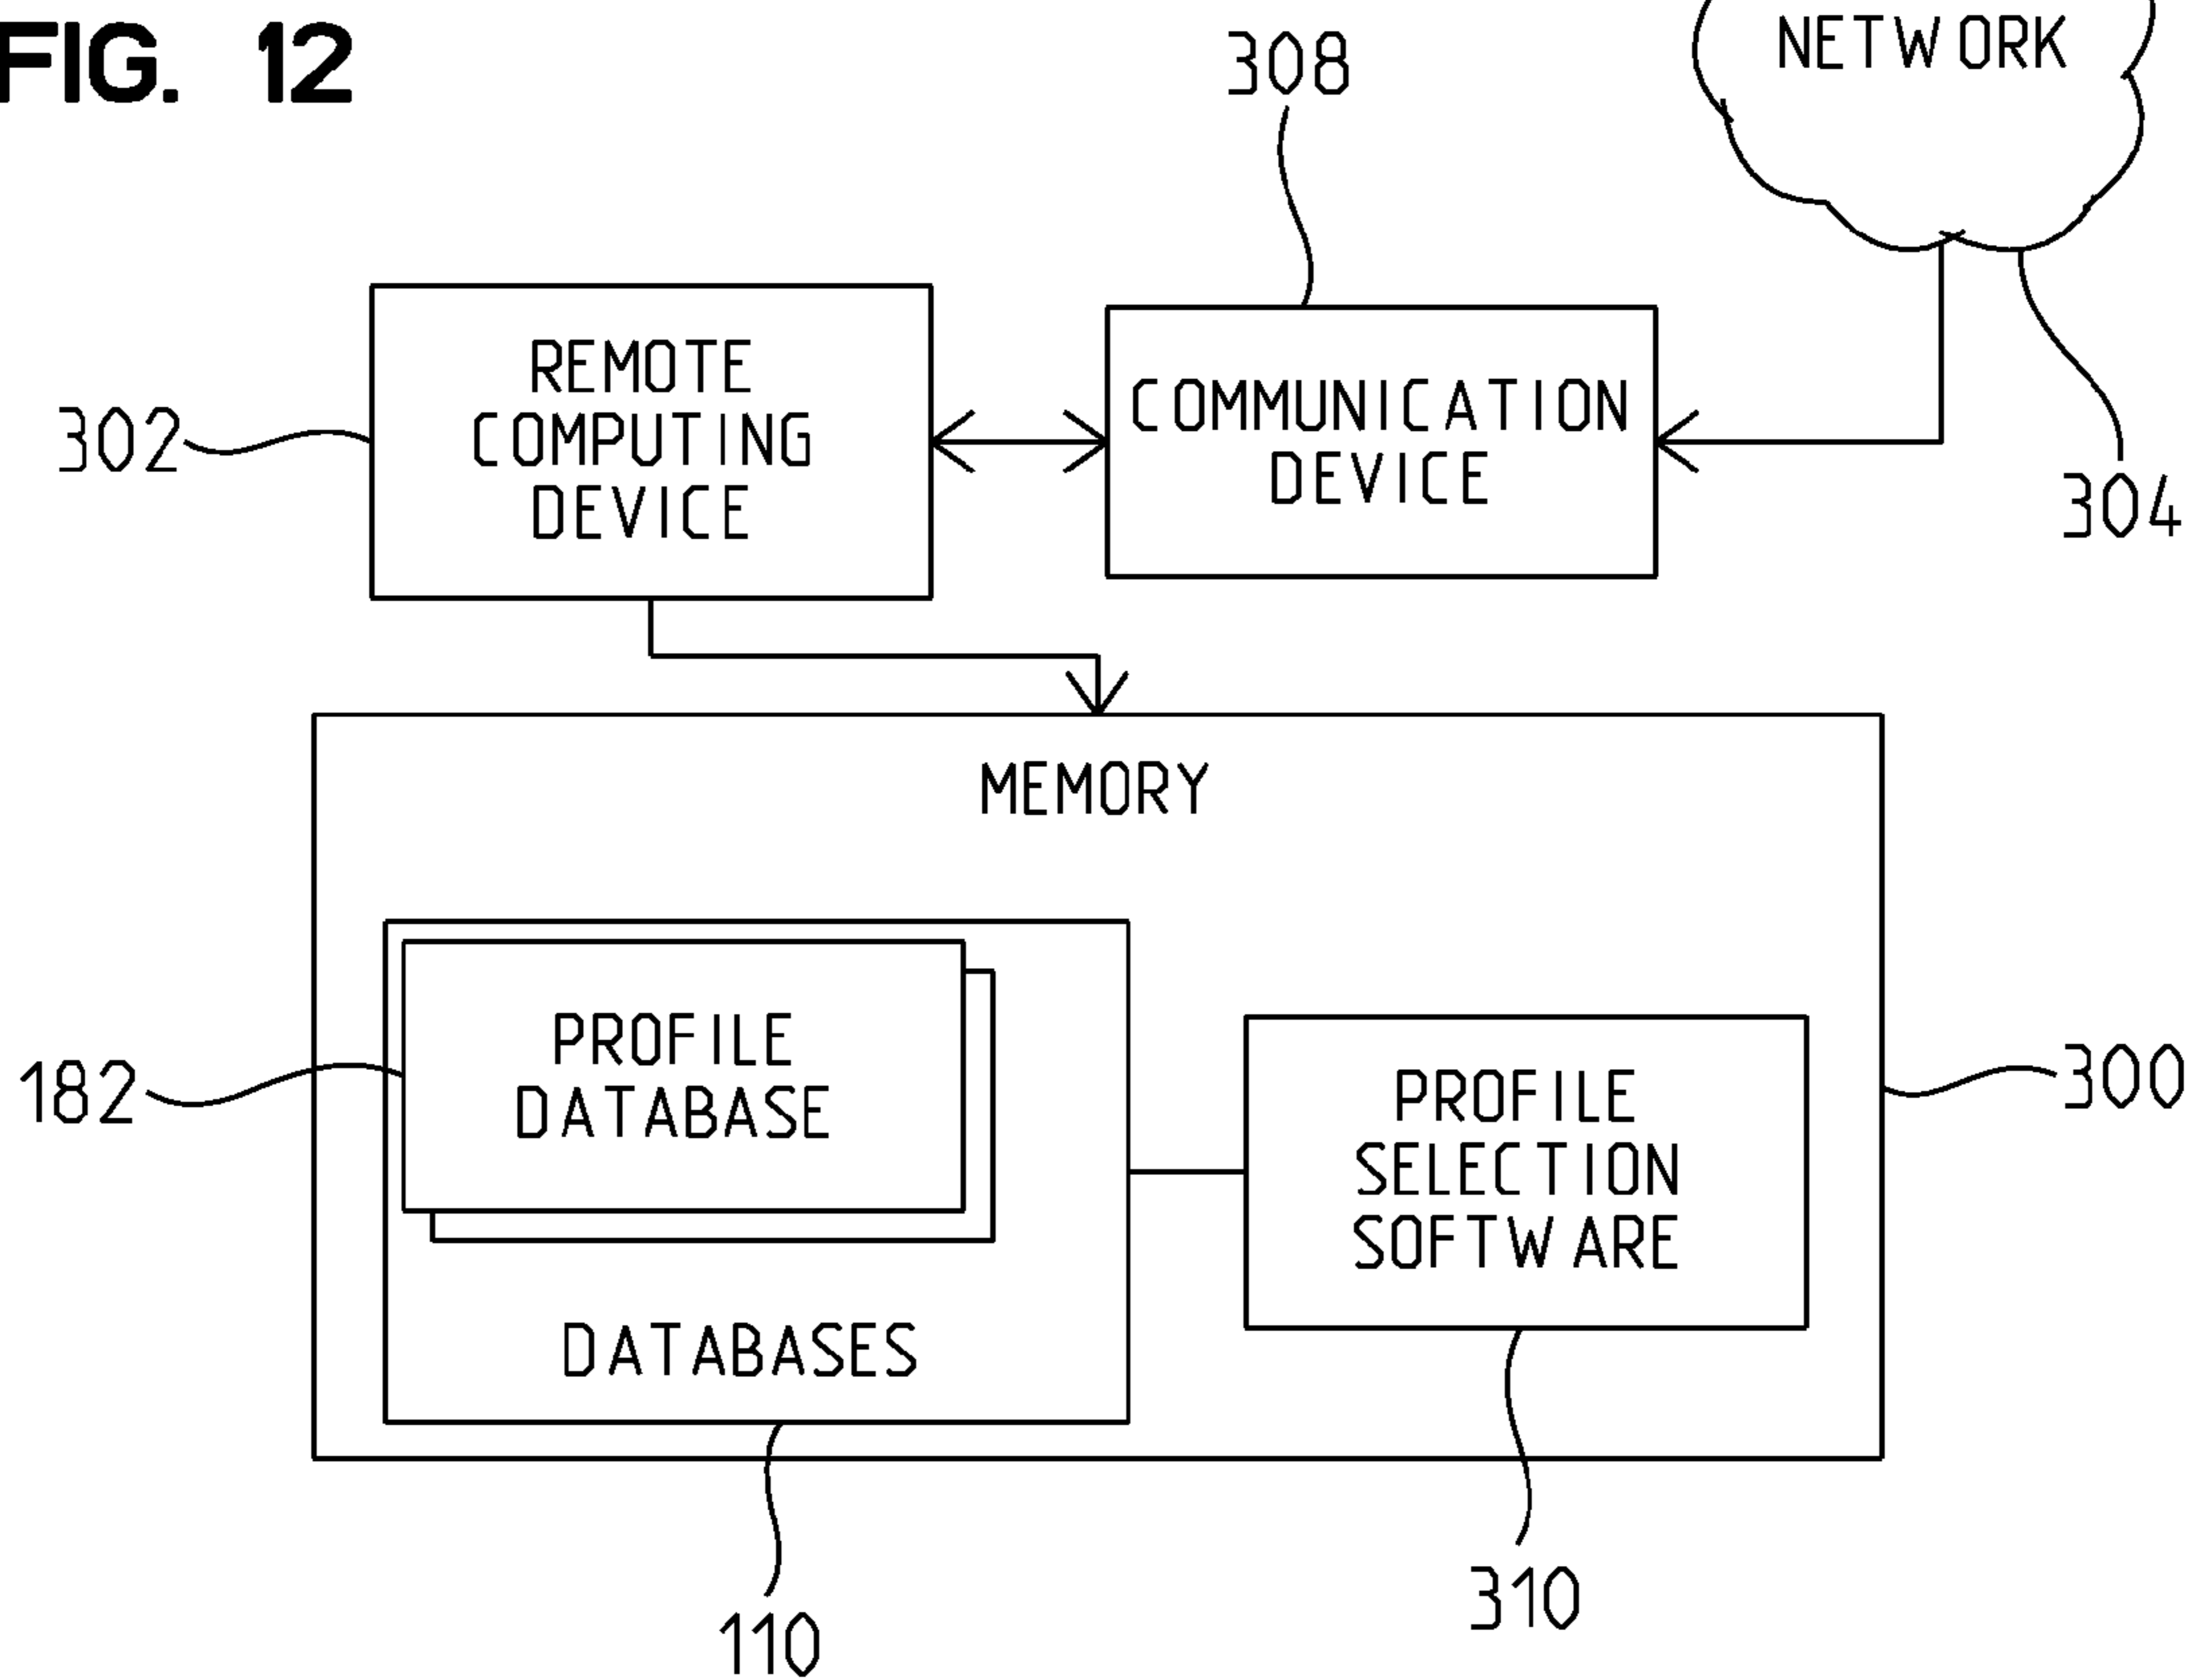 FIG. 12
NETWORK
308
REMOTE
COMPUTING
DEVICE
COMMUNICATION
DEVICE
302
304
MEMORY
PROFILE
DATABASE
182
PROFILE
SELECTION
SOFTWARE
300
DATABASES
310
110